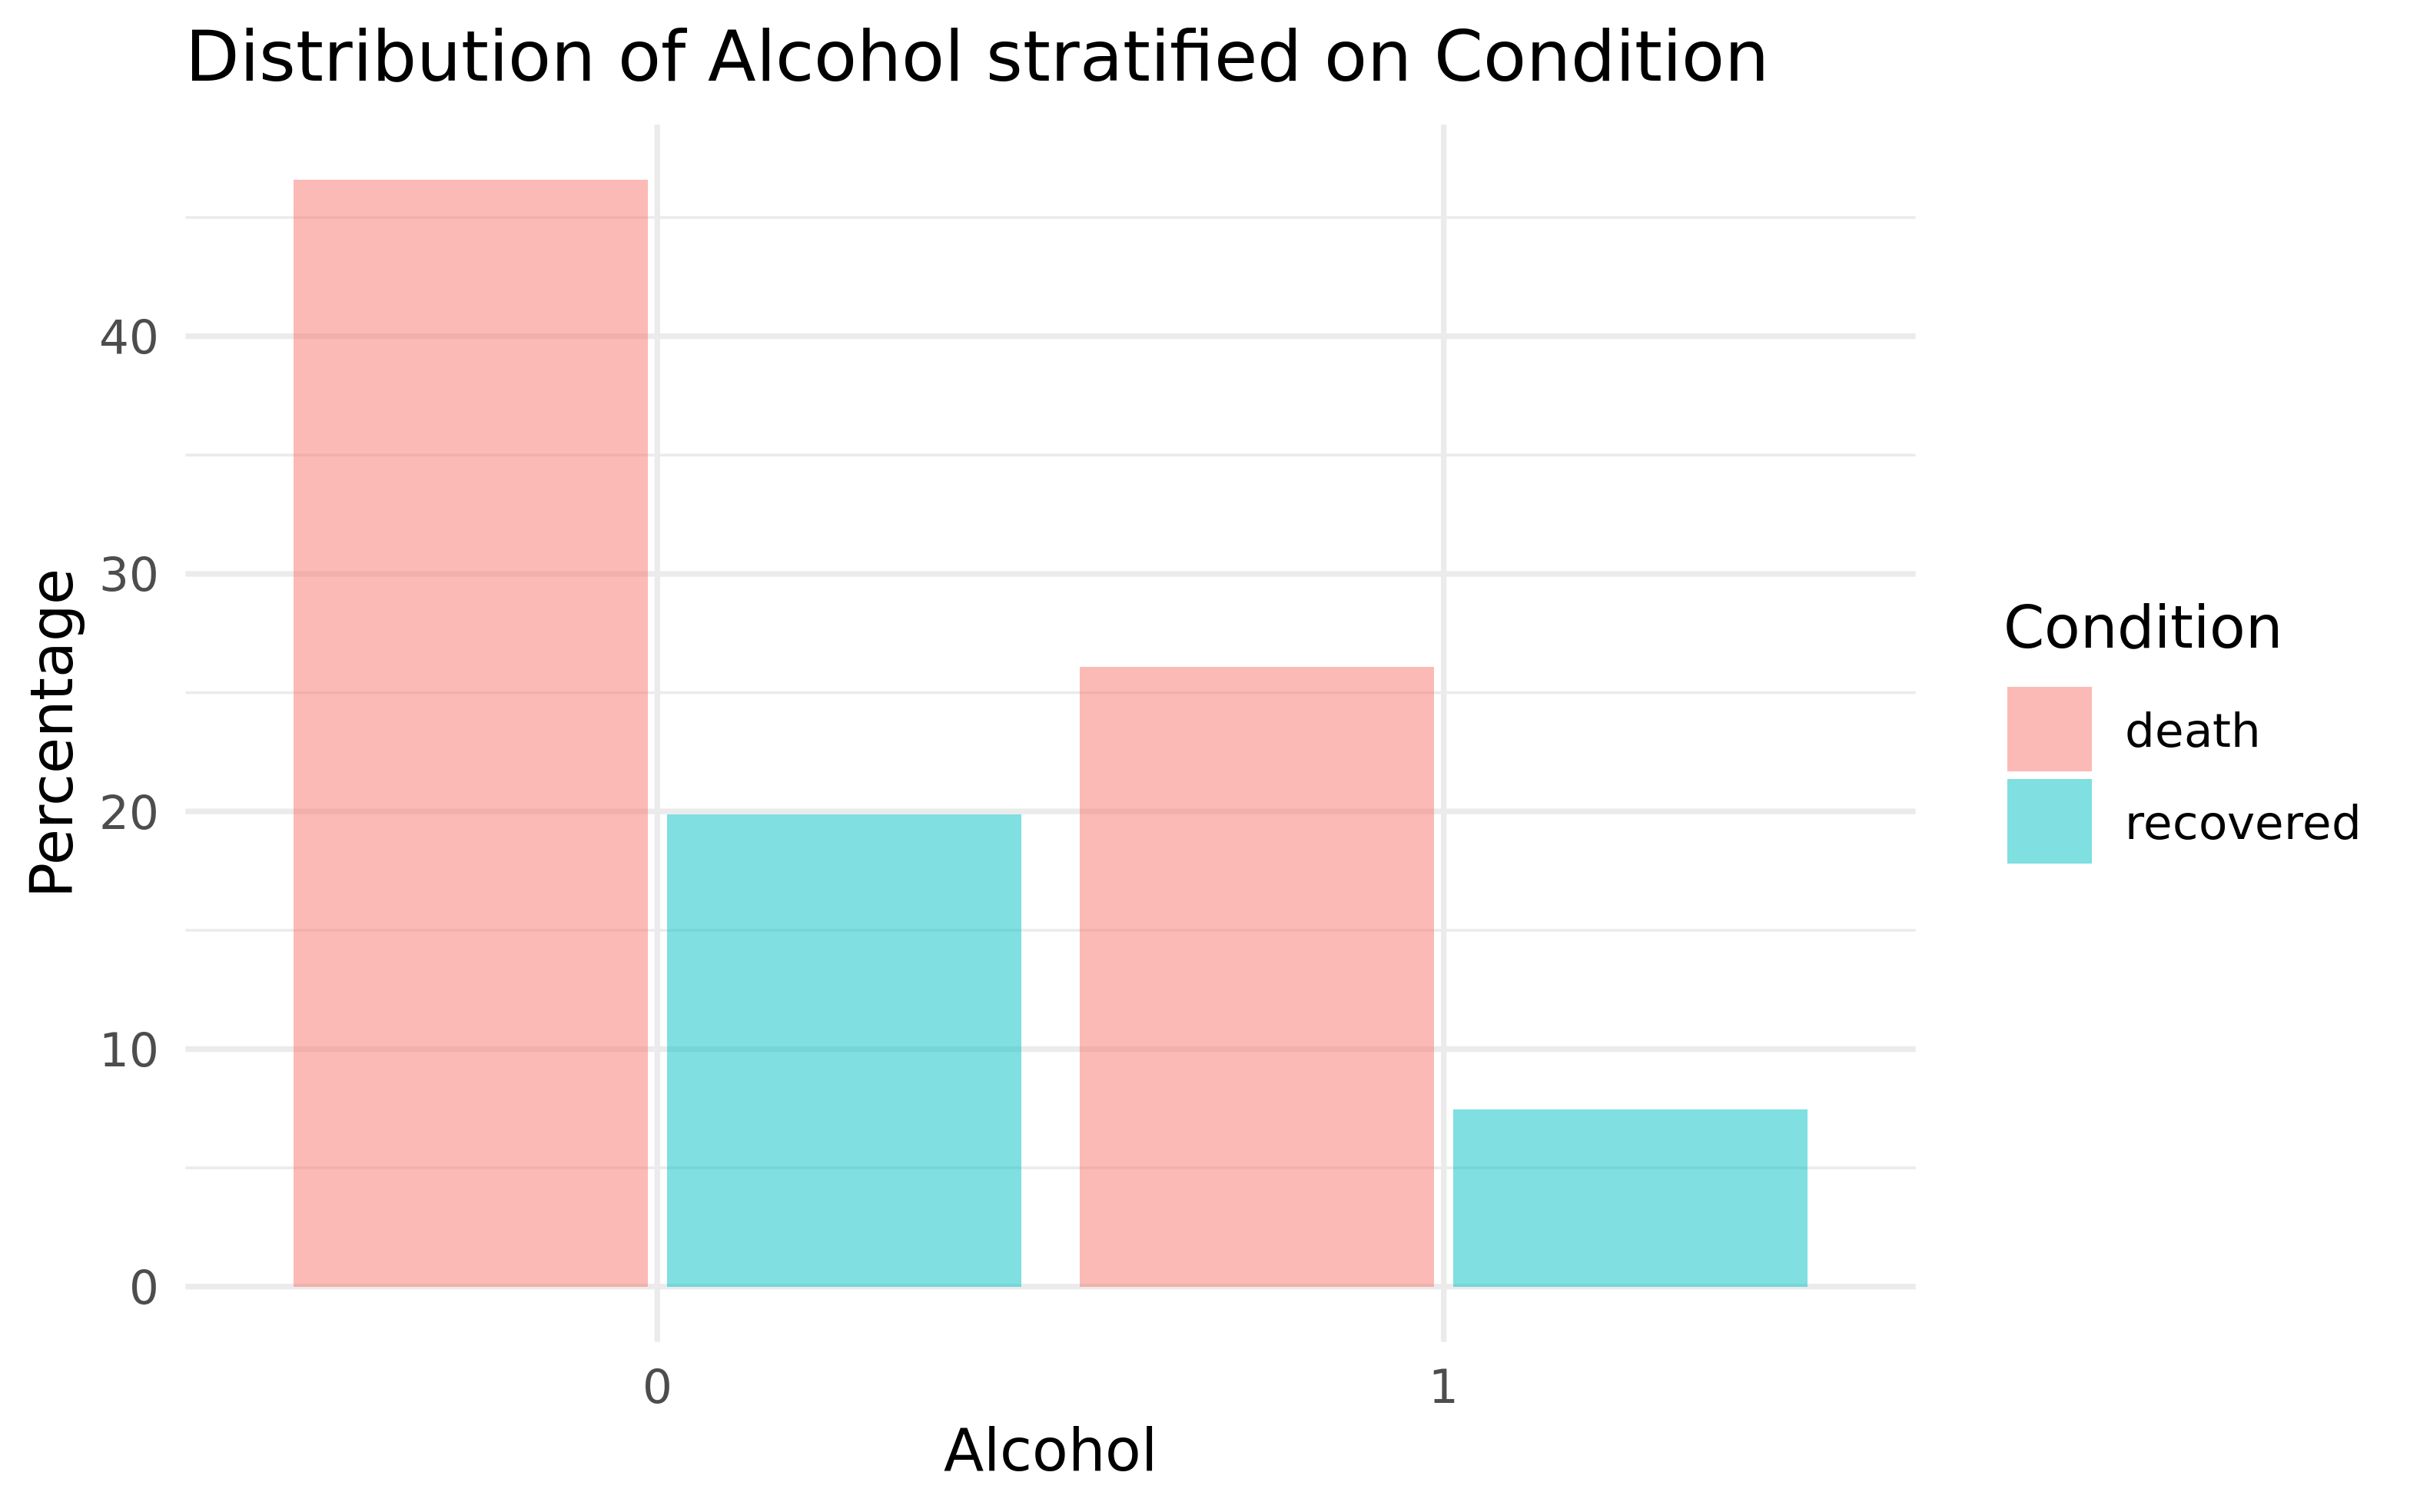 Distribution of Alcohol stratified on Condition
Percentage
40
30
20
10
0
0
1
Alcohol
Condition
death
recovered